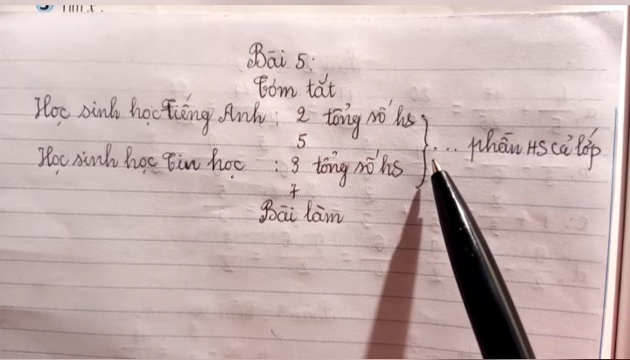 Bài 5:
Tóm tắt
Học sinh học Tiếng Anh : 2 tổng số hs
5
... phần HS cả lớp
Học sinh học Tin học : 3 tổng số hs
7
Bài làm